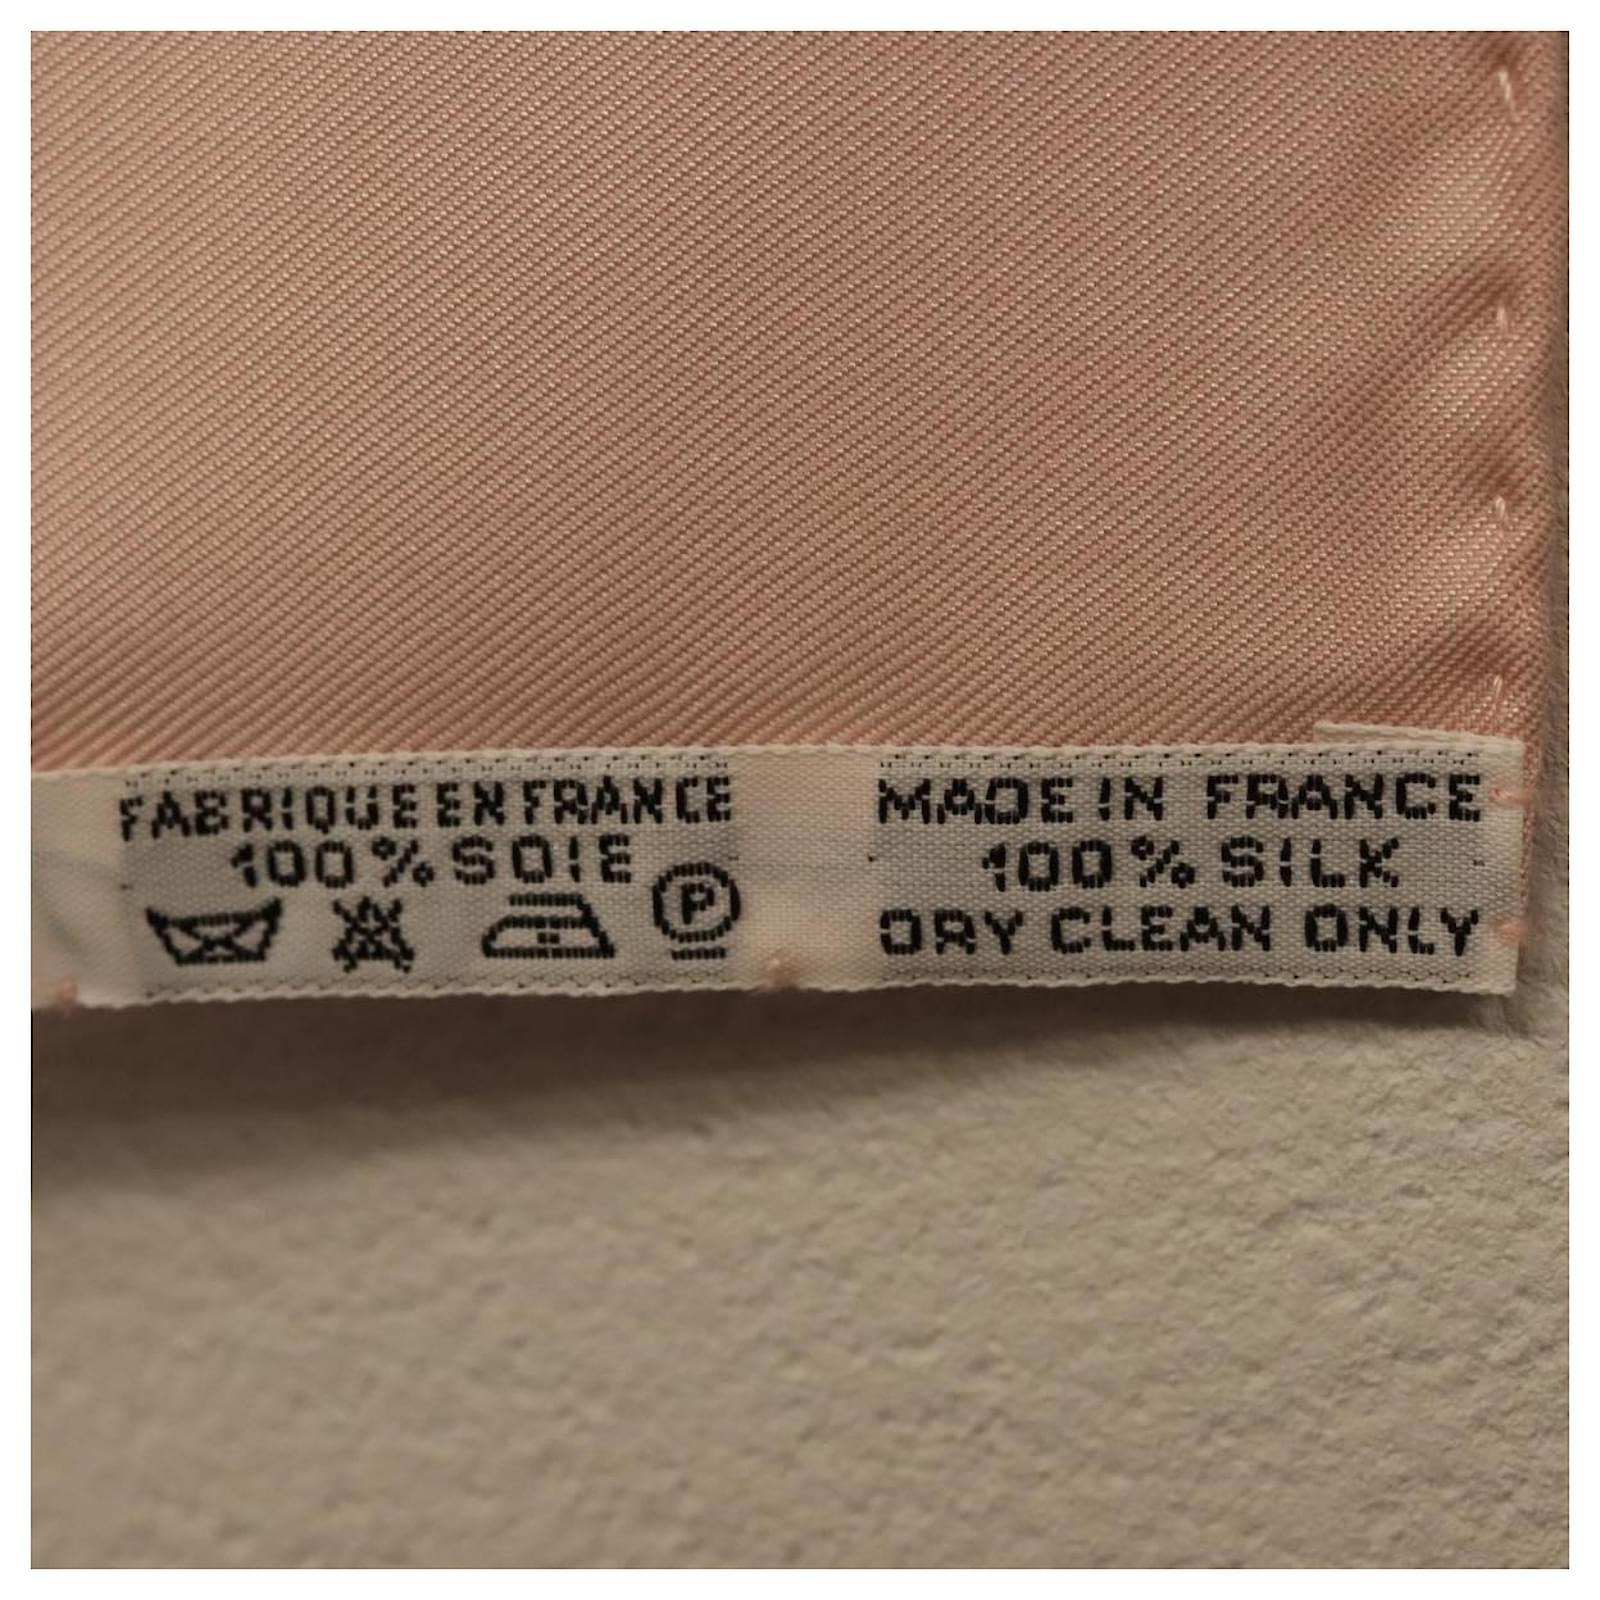 FABRIQUE EN FRANCE
100% SOIE
P
MADE IN FRANCE
100% SILK
DRY CLEAN ONLY